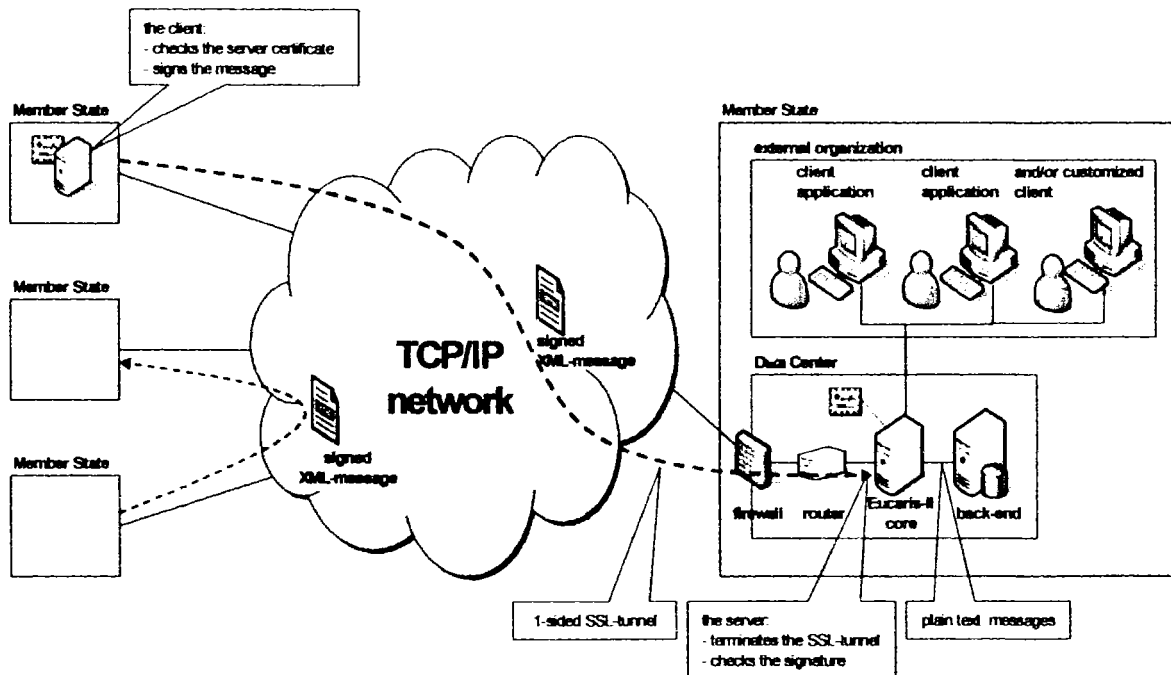 the client:
- checks the server certificate
- signs the message
Member State
Member State
external organization
client
application
client
application
and/or customized
client
Member State
TCP/IP
network
signed
XML-message
signed
XML-message
Data Center
Member State
firewall
router
Eucaris-II
core
back-end
1-sided SSL-tunnel
the server:
- terminates the SSL-tunnel
- checks the signature
plain text messages